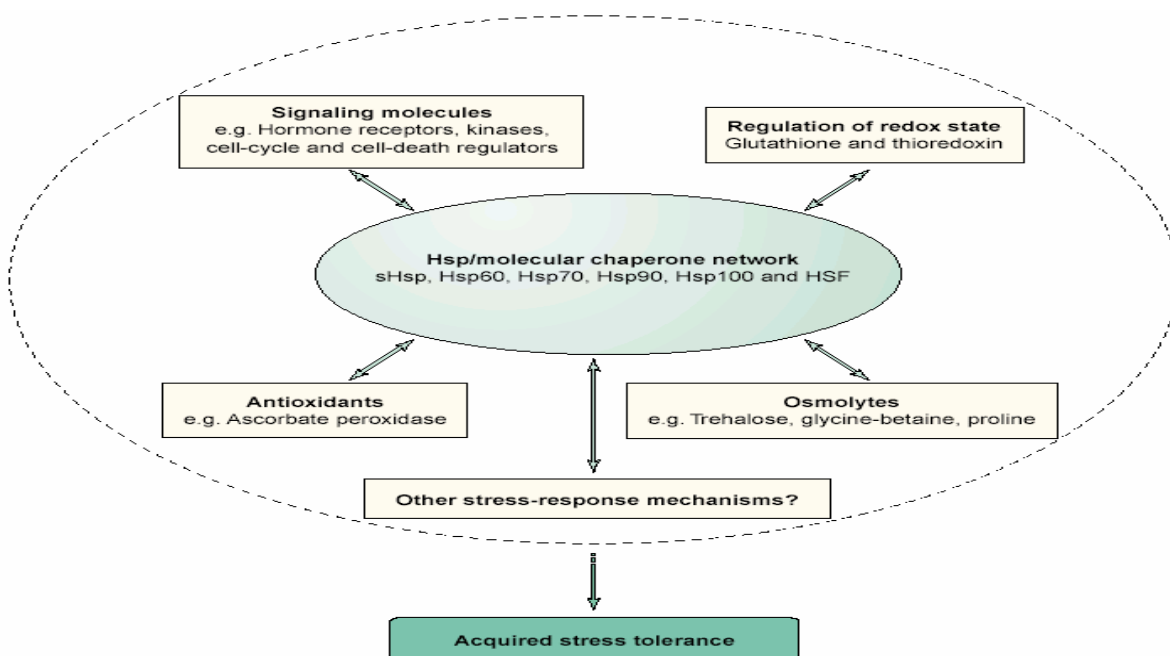 Signaling molecules
e.g. Hormone receptors, kinases,
cell-cycle and cell-death regulators
Regulation of redox state
Glutathione and thioredoxin
Hsp/molecular chaperone network
sHsp, Hsp60, Hsp70, Hsp90, Hsp100 and HSF
Antioxidants
e.g. Ascorbate peroxidase
Osmolytes
e.g. Trehalose, glycine-betaine, proline
Other stress-response mechanisms?
Acquired stress tolerance